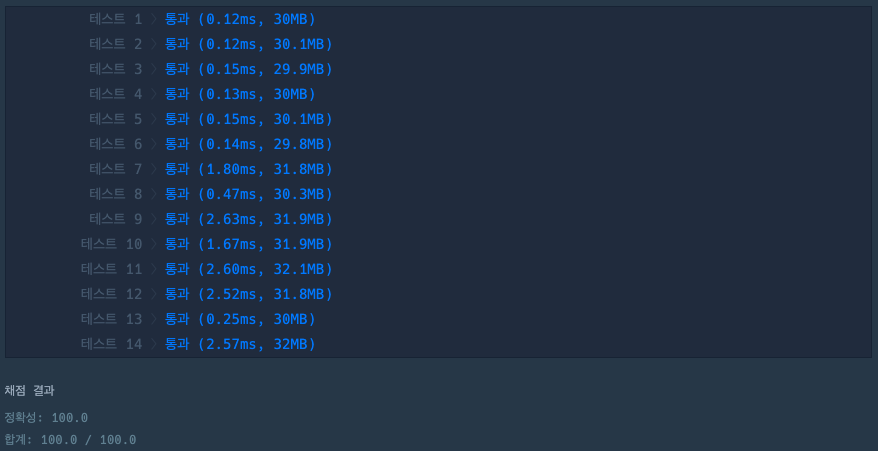 테스트 1 〉 통과 (0.12ms, 30MB)
테스트 2 〉 통과 (0.12ms, 30.1MB)
테스트 3 〉 통과 (0.15ms, 29.9MB)
테스트 4 〉 통과 (0.13ms, 30MB)
테스트 5 〉 통과 (0.15ms, 30.1MB)
테스트 6 〉 통과 (0.14ms, 29.8MB)
테스트 7 〉 통과 (1.80ms, 31.8MB)
테스트 8 〉 통과 (0.47ms, 30.3MB)
테스트 9 〉 통과 (2.63ms, 31.9MB)
테스트 10 〉 통과 (1.67ms, 31.9MB)
테스트 11 〉 통과 (2.60ms, 32.1MB)
테스트 12 〉 통과 (2.52ms, 31.8MB)
테스트 13 〉 통과 (0.25ms, 30MB)
테스트 14 〉 통과 (2.57ms, 32MB)
채점 결과
정확성: 100.0
합계: 100.0 / 100.0